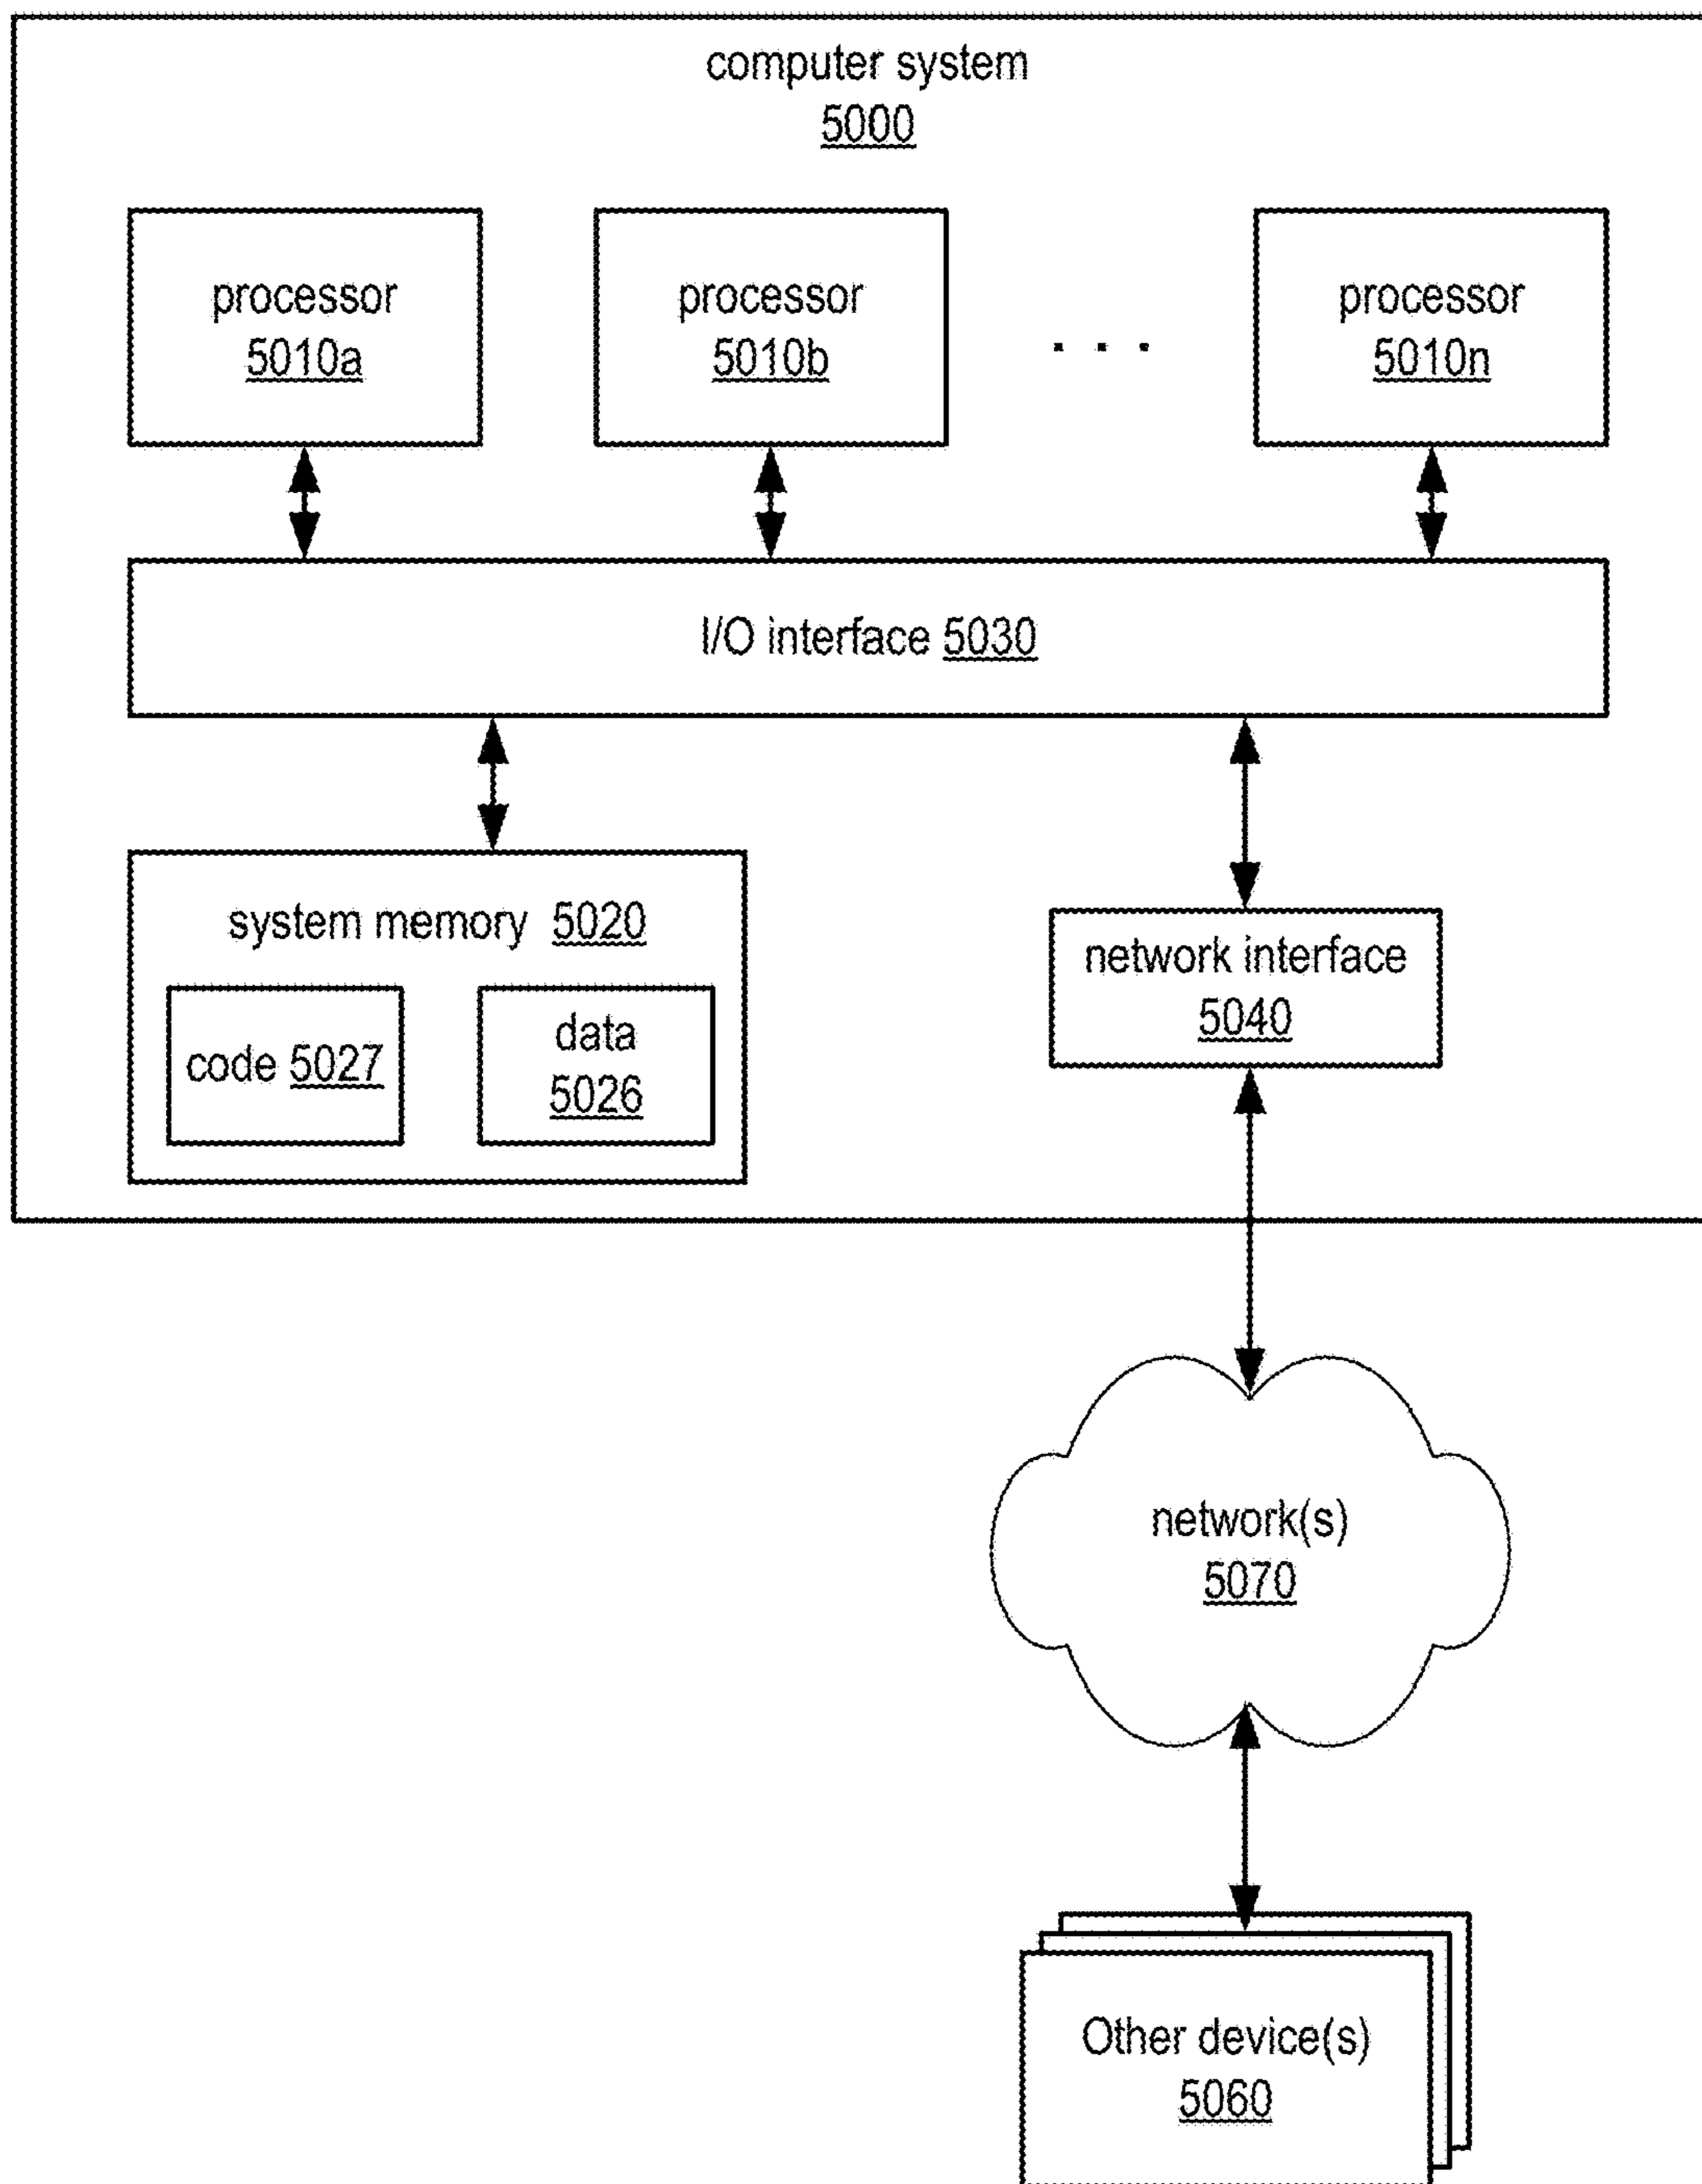 computer system
5000
processor
5010a
processor
5010b
. . .
processor
5010n
I/O interface 5030
system memory 5020
code 5027
data
5026
network interface
5040
network(s)
5070
Other device(s)
5060